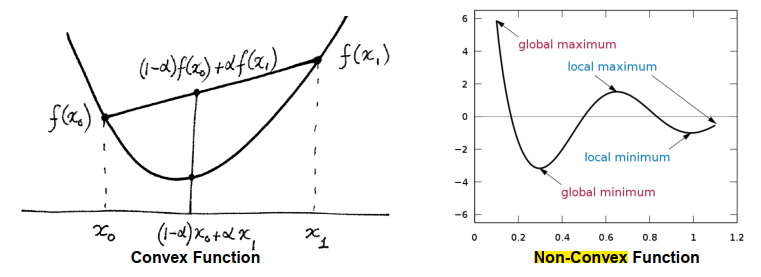 (1-α)f(x₀)+αf(x₁)
f(x₁)
f(x₀)
x₀
(1-α)x₀+αx₁
x₁
Convex Function
6
4
2
0
−2
−4
−6
global maximum
local maximum
local minimum
global minimum
0 0.2 0.4 0.6 0.8 1 1.2
Non-Convex Function